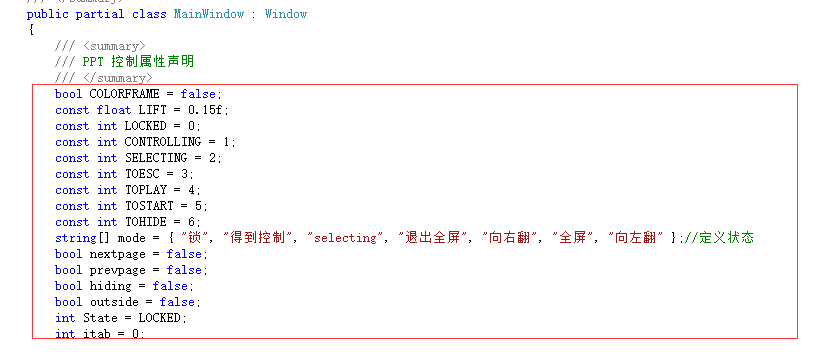 /// </summary>
public partial class MainWindow : Window
{
/// <summary>
/// PPT 控制属性声明
/// </summary>
bool COLORFRAME = false;
const float LIFT = 0.15f;
const int LOCKED = 0;
const int CONTROLLING = 1;
const int SELECTING = 2;
const int TOESC = 3;
const int TOPLAY = 4;
const int TOSTART = 5;
const int TOHIDE = 6;
string[] mode = { "锁", "得到控制", "selecting", "退出全屏", "向右翻", "全屏", "向左翻" };//定义状态
bool nextpage = false;
bool prevpage = false;
bool hiding = false;
bool outside = false;
int State = LOCKED;
int itab = 0;